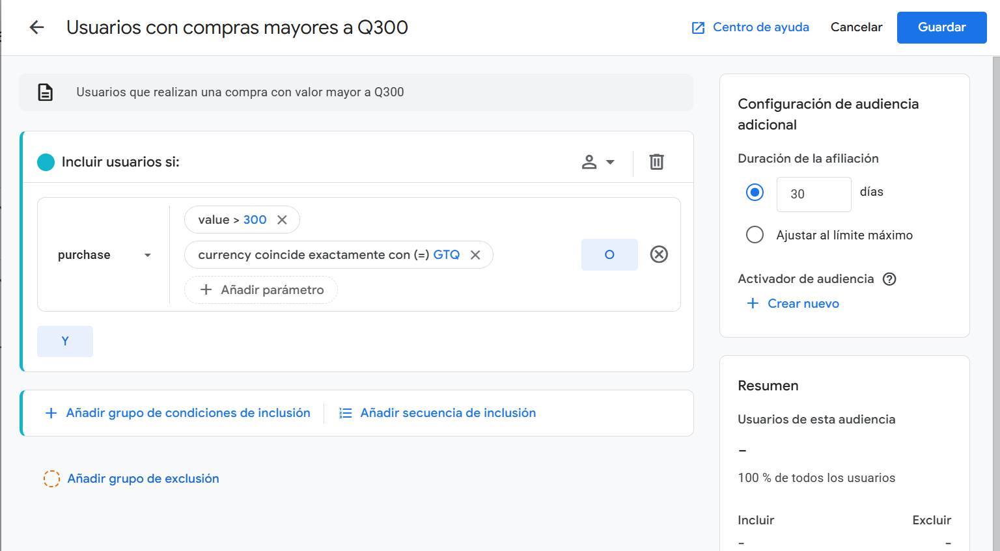 Usuarios con compras mayores a Q300
Centro de ayuda
Cancelar
Guardar
Usuarios que realizan una compra con valor mayor a Q300
Incluir usuarios si:
purchase
value > 300
currency coincide exactamente con (=) GTQ
Añadir parámetro
O
Y
Añadir grupo de condiciones de inclusión
Añadir secuencia de inclusión
Añadir grupo de exclusión
Configuración de audiencia
adicional
Duración de la afiliación
30 días
Ajustar al límite máximo
Activador de audiencia
Crear nuevo
Resumen
Usuarios de esta audiencia
–
100 % de todos los usuarios
Incluir Excluir
– –